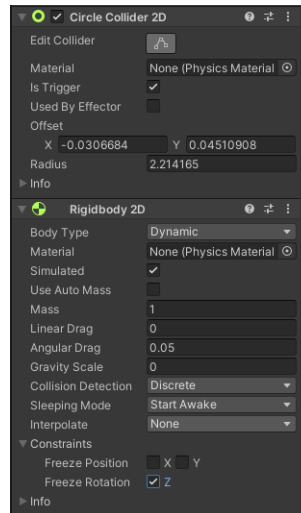 Circle Collider 2D
Edit Collider
Material None (Physics Material
Is Trigger
Used By Effector
Offset
X -0.0306684 Y 0.04510908
Radius 2.214165
Info
Rigidbody 2D
Body Type Dynamic
Material None (Physics Material
Simulated
Use Auto Mass
Mass 1
Linear Drag 0
Angular Drag 0.05
Gravity Scale 0
Collision Detection Discrete
Sleeping Mode Start Awake
Interpolate None
Constraints
Freeze Position X Y
Freeze Rotation Z
Info